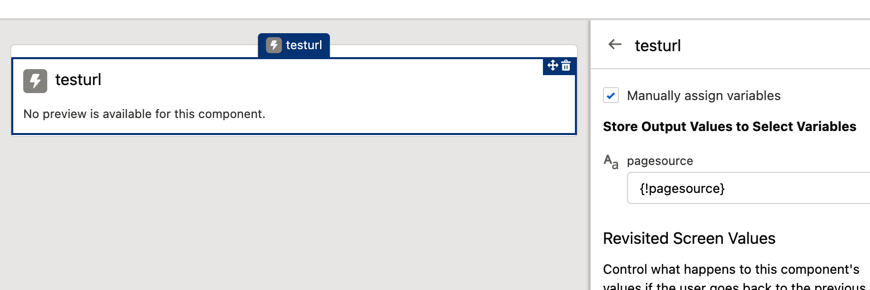 testurl
testurl
No preview is available for this component.
testurl
Manually assign variables
Store Output Values to Select Variables
Aa pagesource
{!pagesource}
Revisited Screen Values
Control what happens to this component's
values if the user goes back to the previous